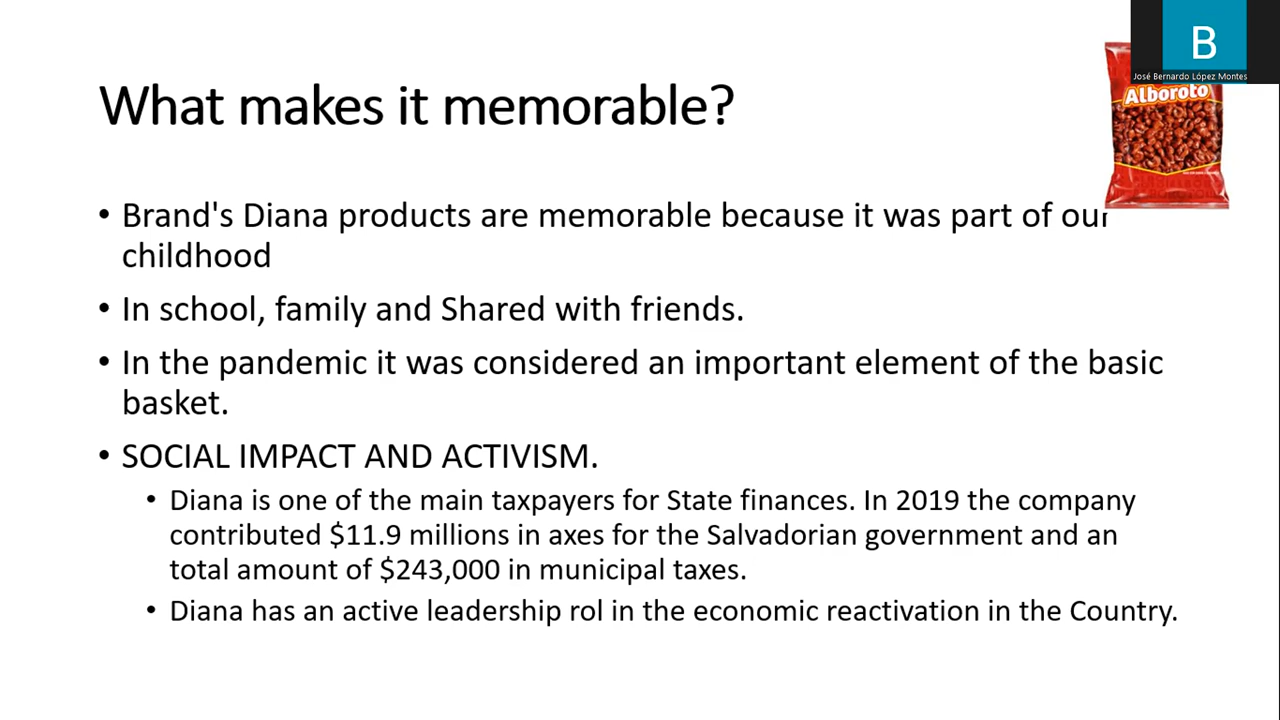 B
José Bernardo López Montes
Alboroto
What makes it memorable?
• Brand's Diana products are memorable because it was part of our
childhood
• In school, family and Shared with friends.
• In the pandemic it was considered an important element of the basic
basket.
• SOCIAL IMPACT AND ACTIVISM.
• Diana is one of the main taxpayers for State finances. In 2019 the company
contributed $11.9 millions in axes for the Salvadorian government and an
total amount of $243,000 in municipal taxes.
• Diana has an active leadership rol in the economic reactivation in the Country.